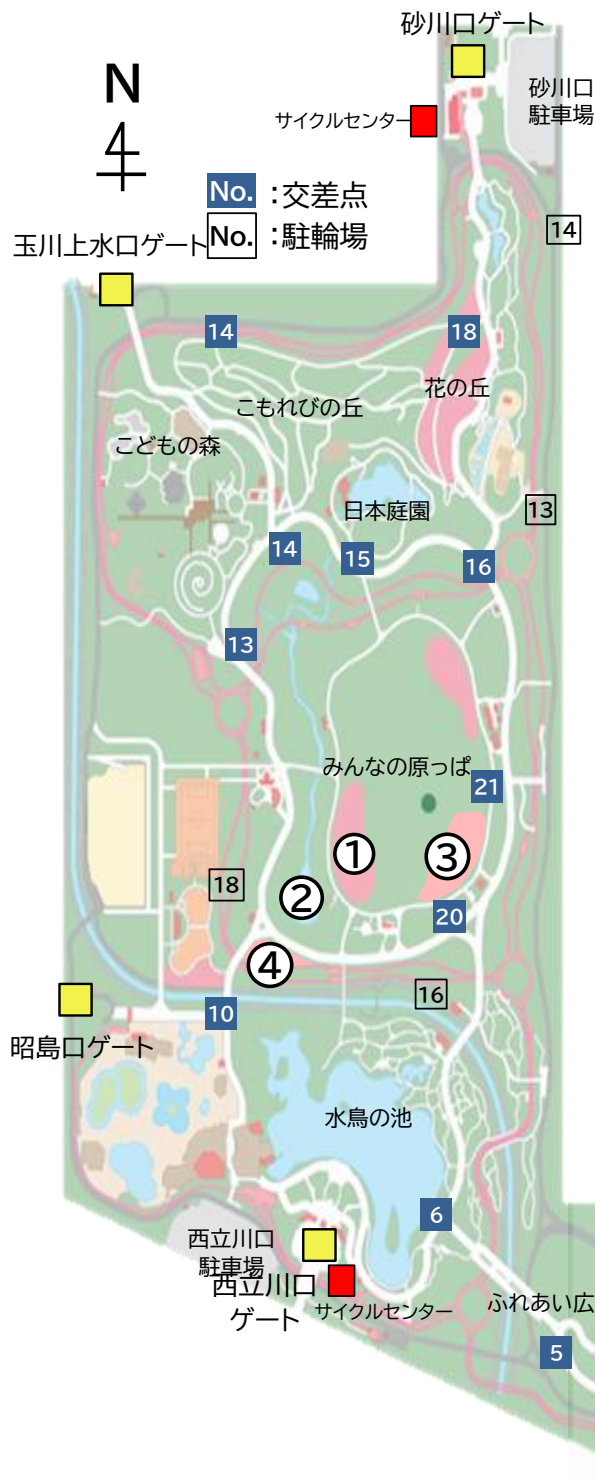 砂川口ゲート
N
砂川口
駐車場
サイクルセンター
No. :交差点
No. :駐輪場
14
玉川上水口ゲート
14
18
花の丘
こもれびの丘
こどもの森
日本庭園
13
14
15
16
13
みんなの原っぱ
21
①
③
18
②
20
④
16
10
昭島口ゲート
水鳥の池
6
西立川口
駐車場
西立川口
ゲート
サイクルセンター
ふれあい広
5